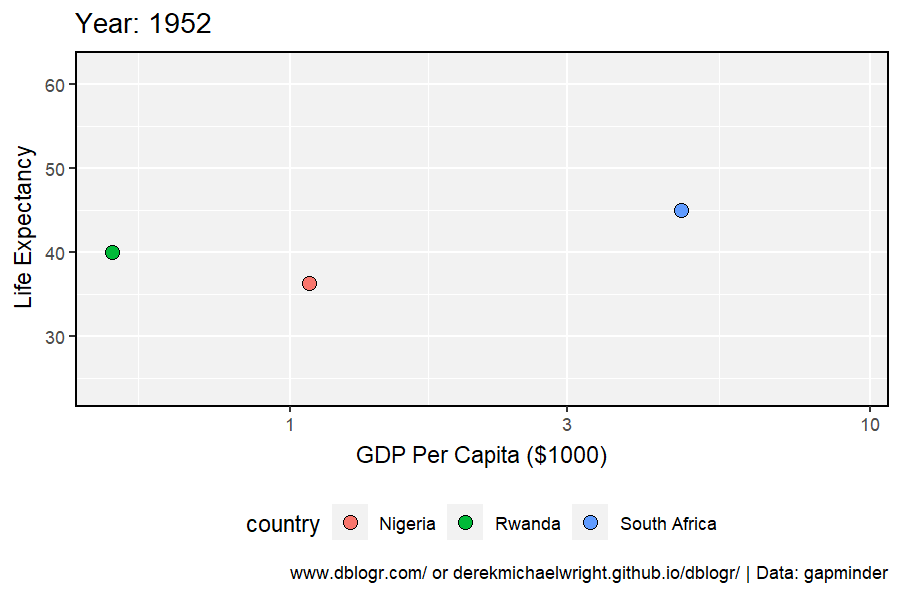 Year: 1952
Life Expectancy
60
50
40
30
1 3 10
GDP Per Capita ($1000)
country Nigeria Rwanda South Africa
www.dblogr.com/ or derekmichaelwright.github.io/dblogr/ | Data: gapminder